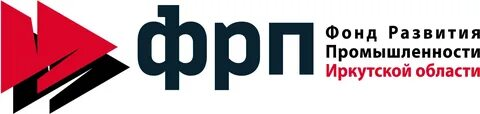 фрп
Фонд Развития
Промышленности
Иркутской области